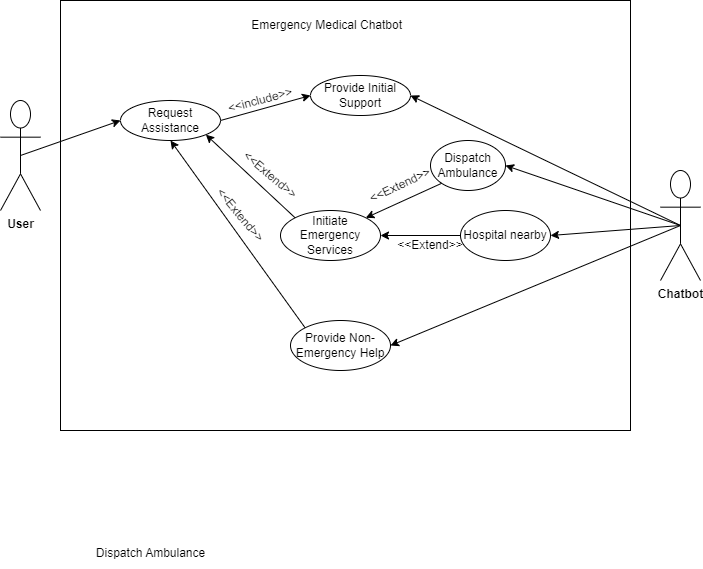 Emergency Medical Chatbot
Provide Initial
Support
<<include>>
Request
Assistance
<<Extend>>
Dispatch
Ambulance
<<Extend>>
<<Extend>>
User
Initiate
Emergency
Services
Hospital nearby
<<Extend>>
Chatbot
Provide Non-
Emergency Help
Dispatch Ambulance